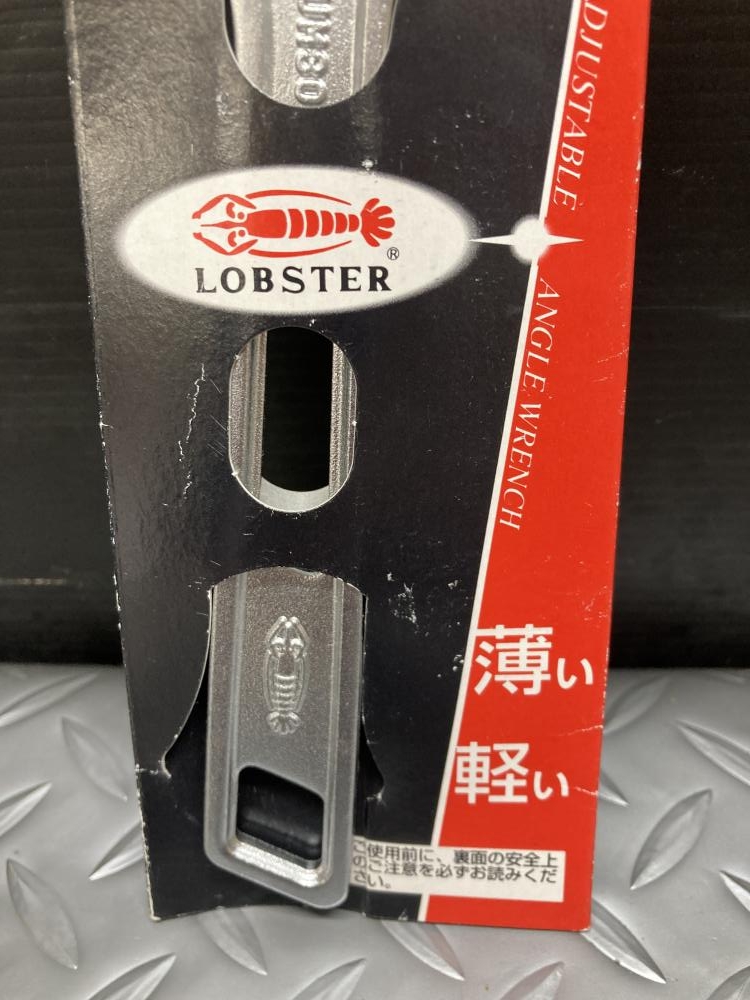 UM30
LOBSTER®
ADJUSTABLE
ANGLE WRENCH
薄い
軽い
ご使用前に、裏面の安全上
のご注意を必ずお読みくだ
さい。